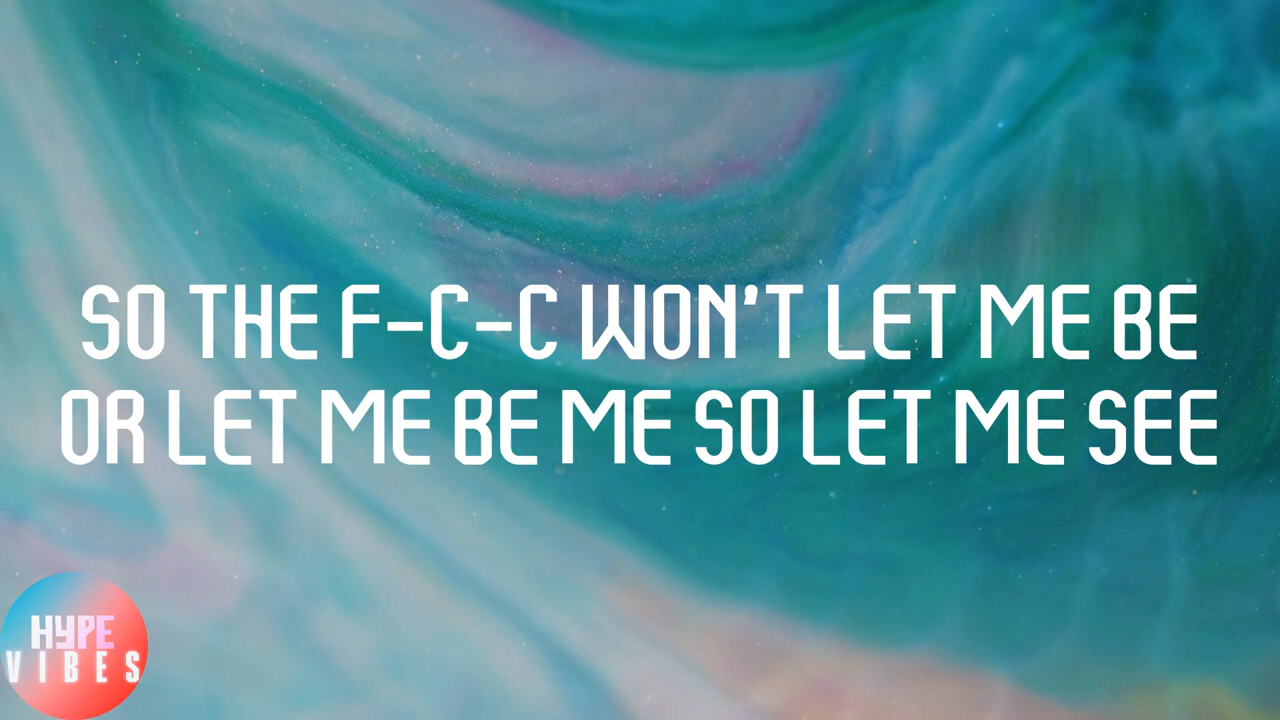 SO THE F-C-C WON'T LET ME BE
OR LET ME BE ME SO LET ME SEE
HYPE
VIBES